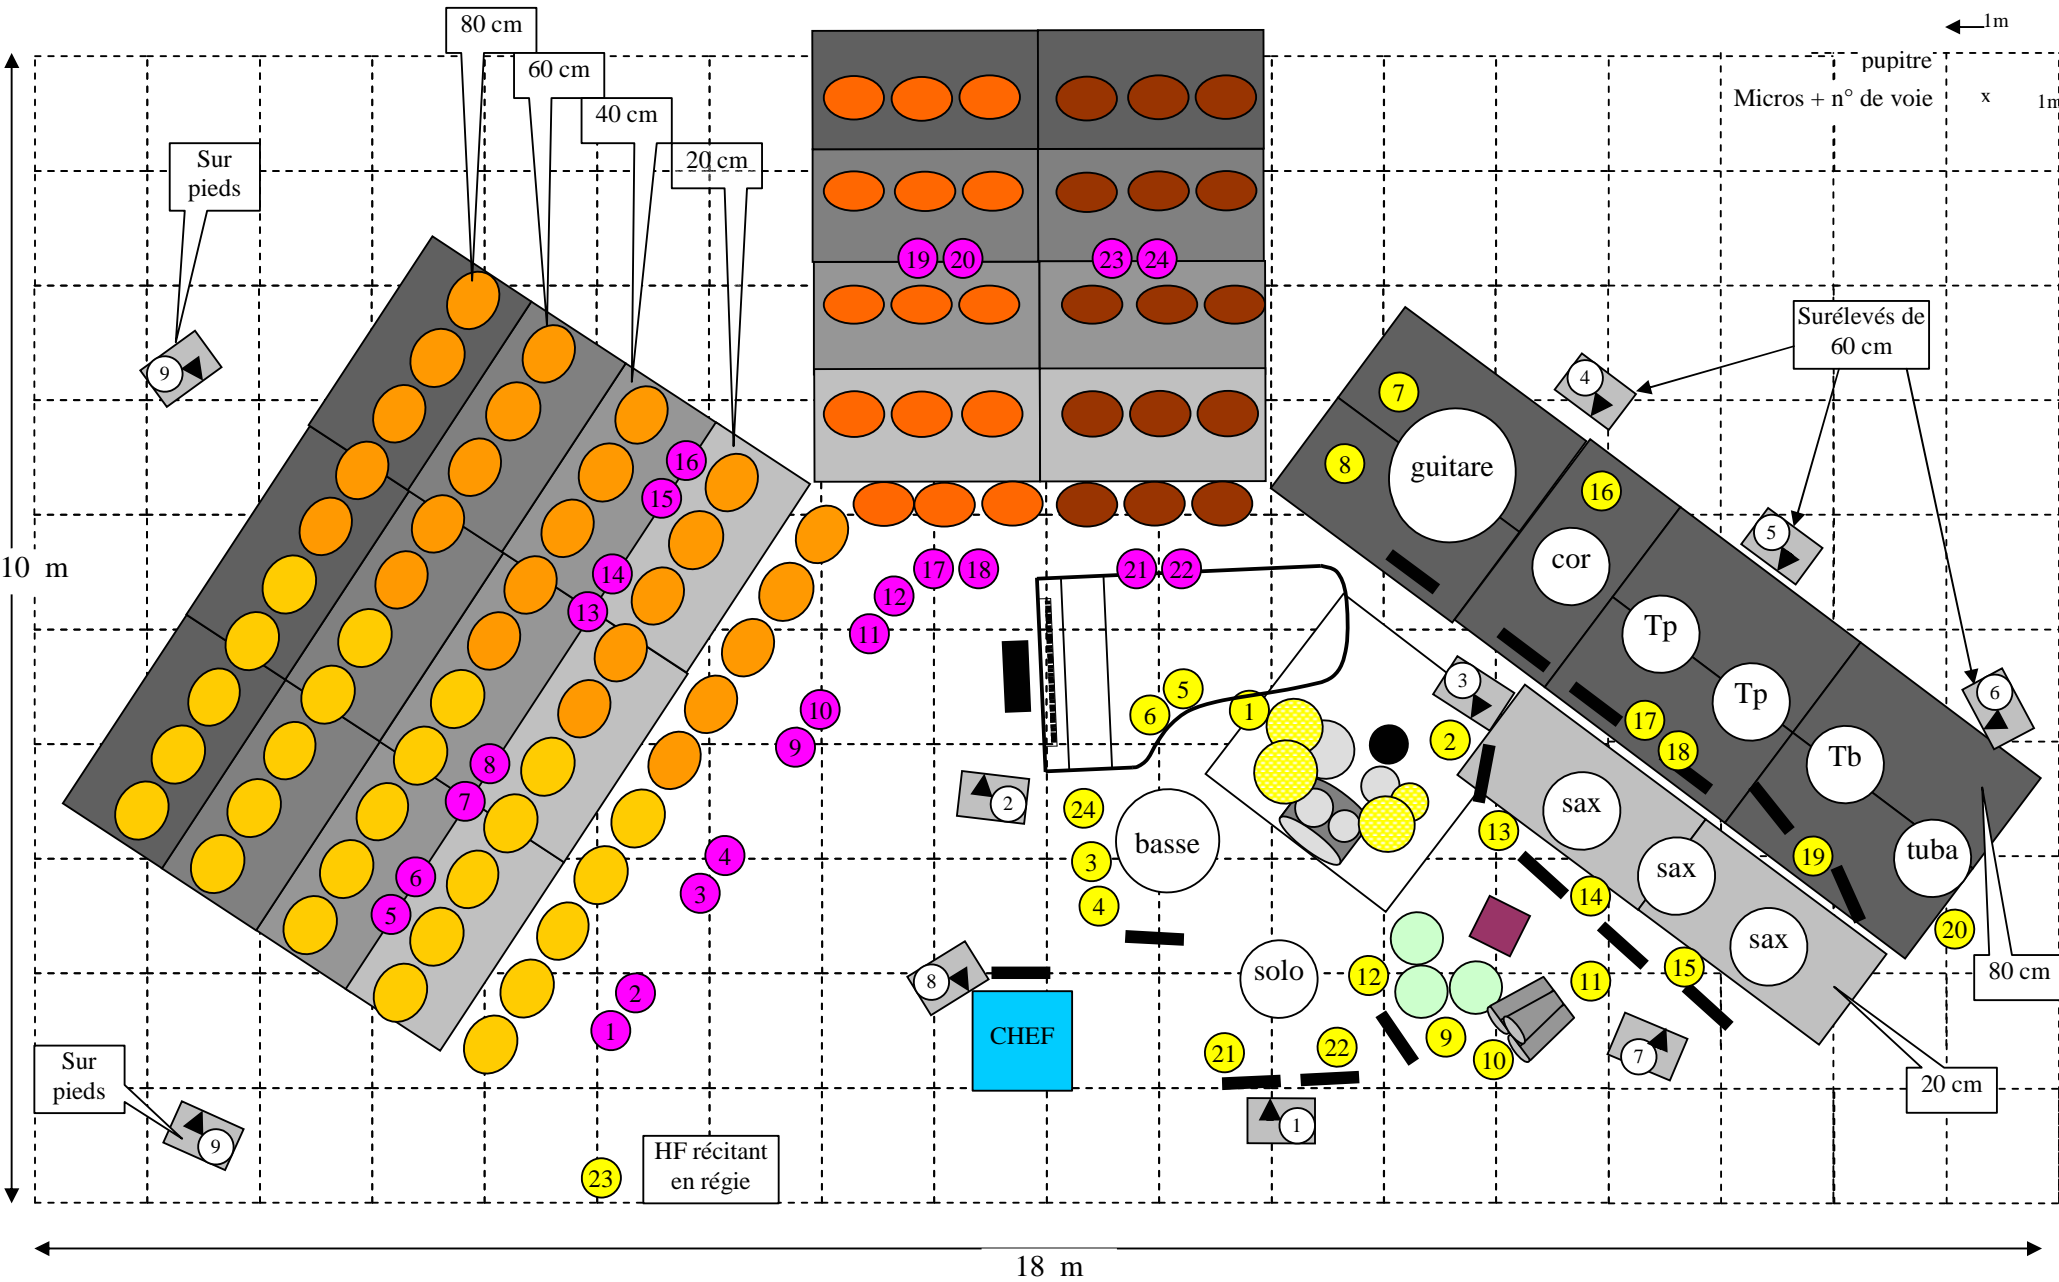 80 cm
1m
60 cm
pupitre
Micros + n° de voie
x
1m
40 cm
Sur
pieds
20 cm
19
20
23
24
Surélevés de
60 cm
9
4
7
8
guitare
16
16
15
5
cor
10 m
14
17
18
21
22
12
13
11
Tp
3
6
5
10
6
1
Tp
17
2
9
18
8
Tb
7
2
24
sax
13
basse
4
3
19
tuba
6
3
sax
14
5
4
20
sax
solo
12
15
80 cm
8
11
2
1
CHEF
9
21
22
10
7
Sur
pieds
20 cm
1
9
HF récitant
en régie
23
18 m